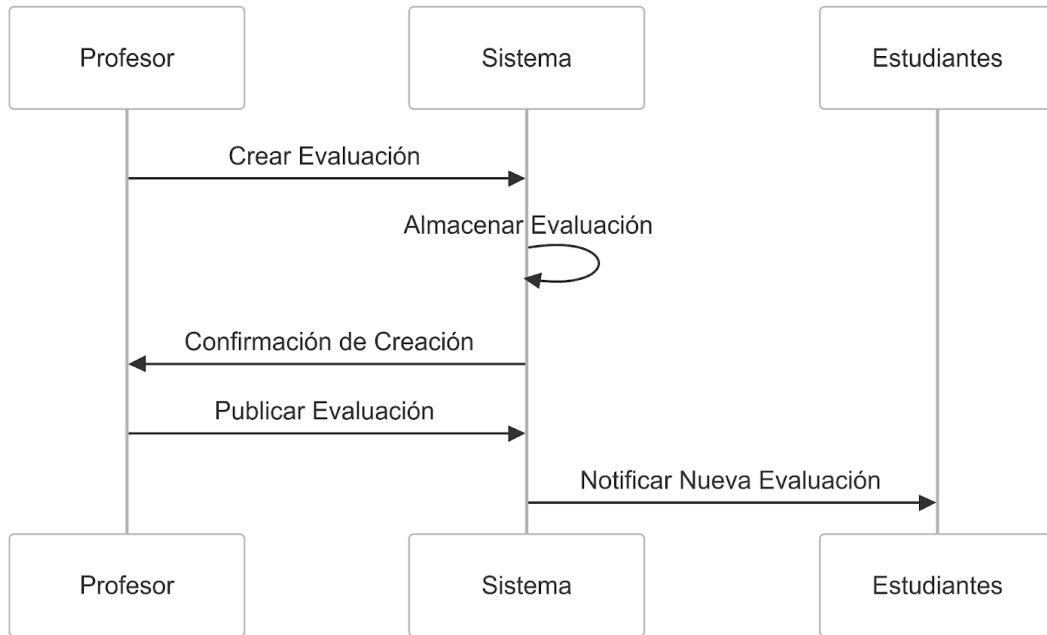 Profesor
Sistema
Estudiantes
Crear Evaluación
Almacenar Evaluación
Confirmación de Creación
Publicar Evaluación
Notificar Nueva Evaluación
Profesor
Sistema
Estudiantes